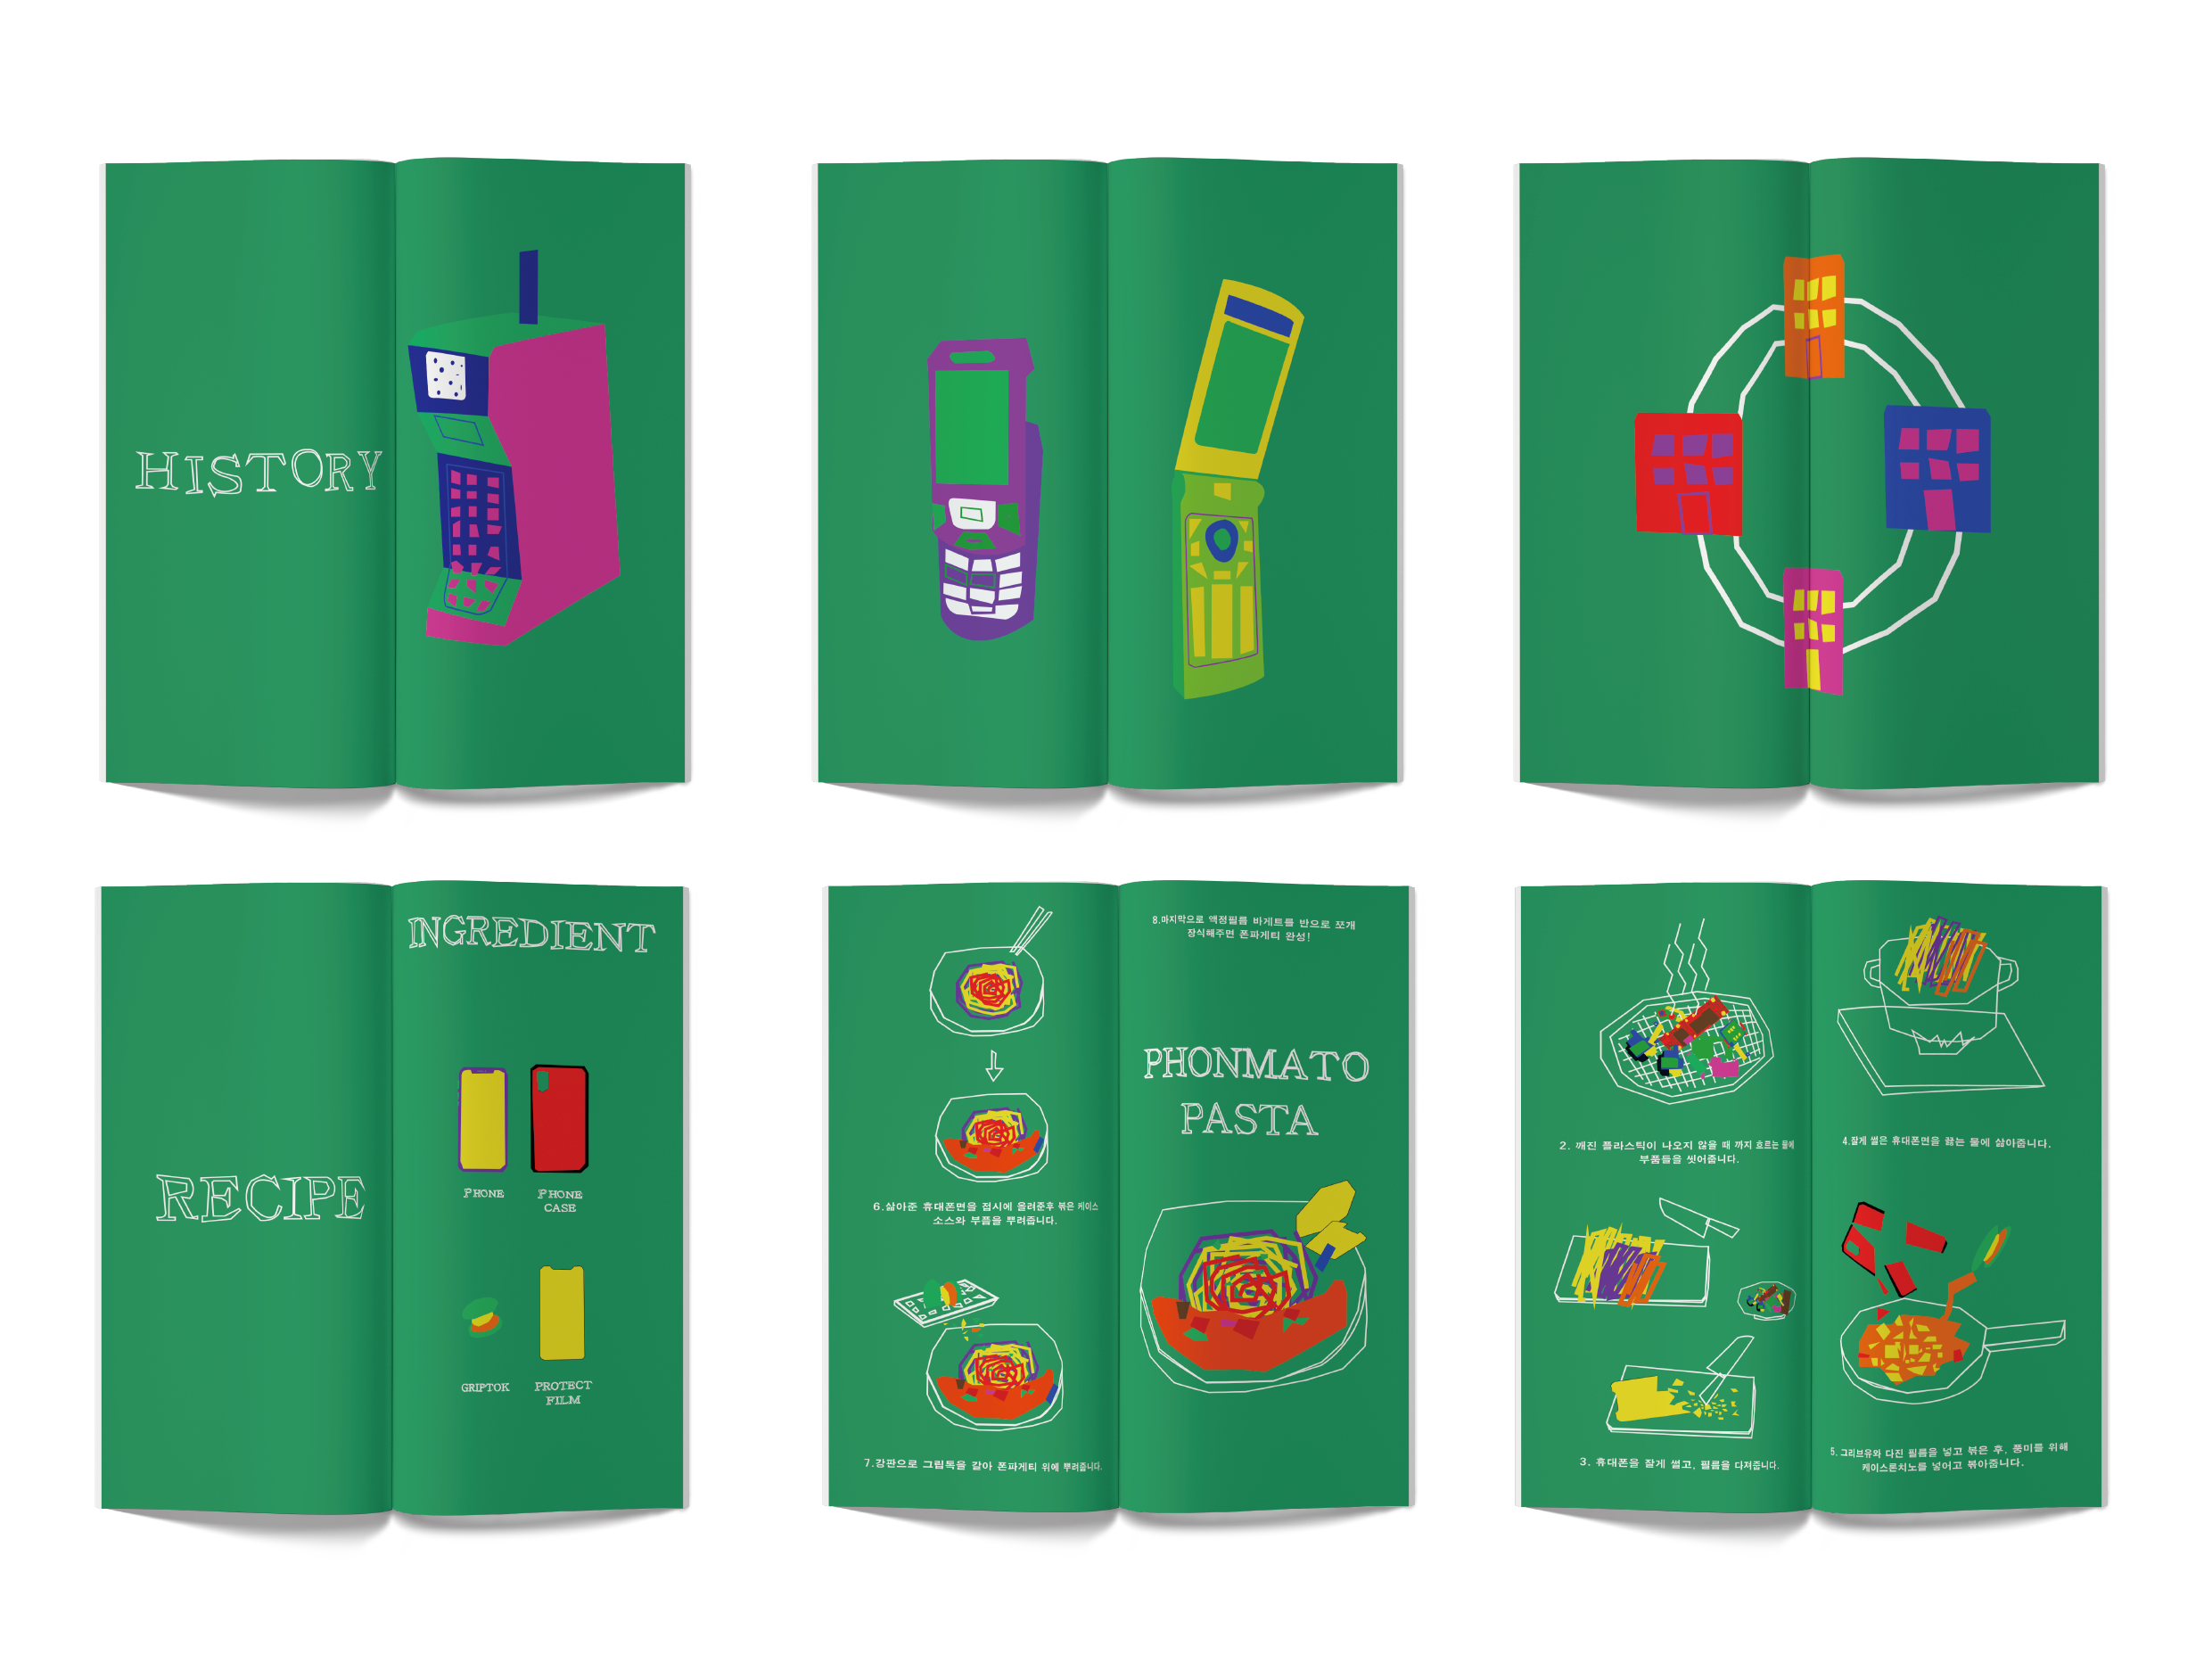 HISTORY
RECIPE
INGREDIENT
PHONE
PHONE
CASE
GRIPTOK
PROTECT
FILM
6.삶아준 휴대폰면을 접시에 올려준후 볶은 케이스
소스와 부품을 뿌려줍니다.
7.강판으로 그립톡을 갈아 폰파게티 위에 뿌려줍니다.
8.마지막으로 액정필름 바게트를 반으로 쪼개
장식해주면 폰파게티 완성!
PHONMATO
PASTA
2. 깨진 플라스틱이 나오지 않을 때 까지 흐르는 물에
부품들을 씻어줍니다.
3. 휴대폰을 잘게 썰고, 필름을 다져줍니다.
4.잘게 썰은 휴대폰면을 끓는 물에 삶아줍니다.
5.그리브유와 다진 필름을 넣고 볶은 후, 풍미를 위해
케이스론치노를 넣어고 볶아줍니다.